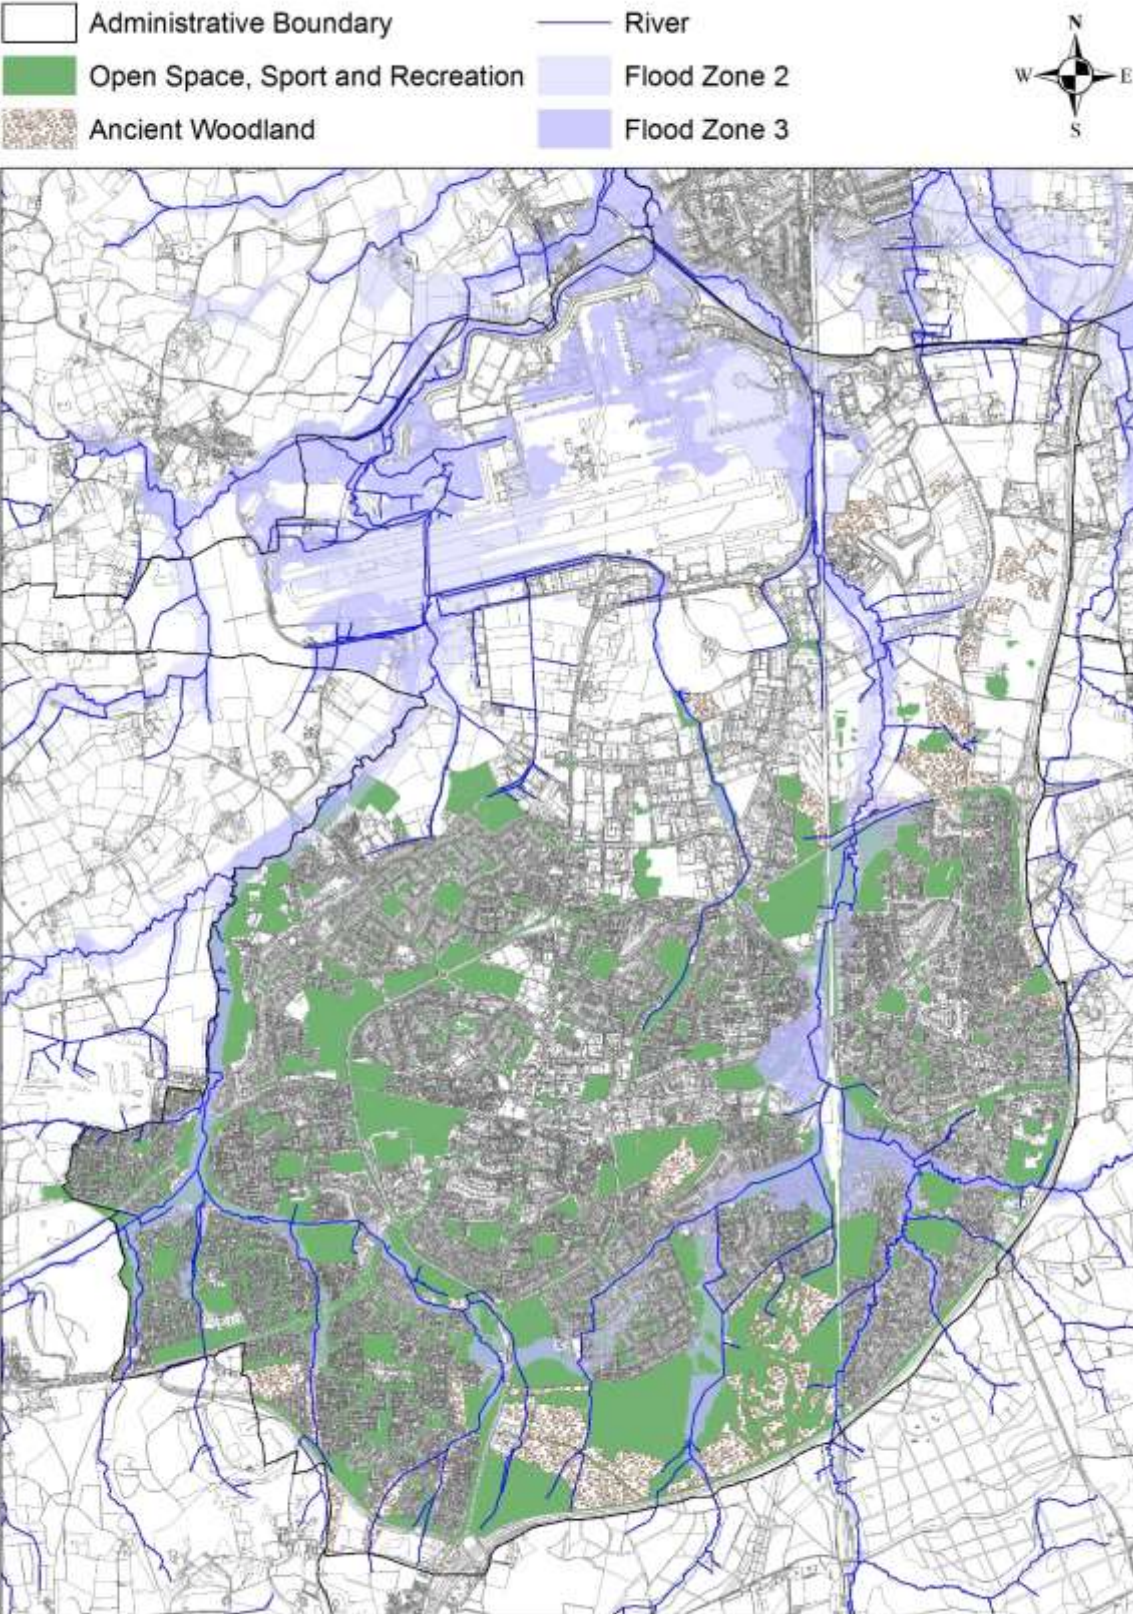 Administrative Boundary
River
Open Space, Sport and Recreation
Flood Zone 2
Ancient Woodland
Flood Zone 3
N
W
E
S